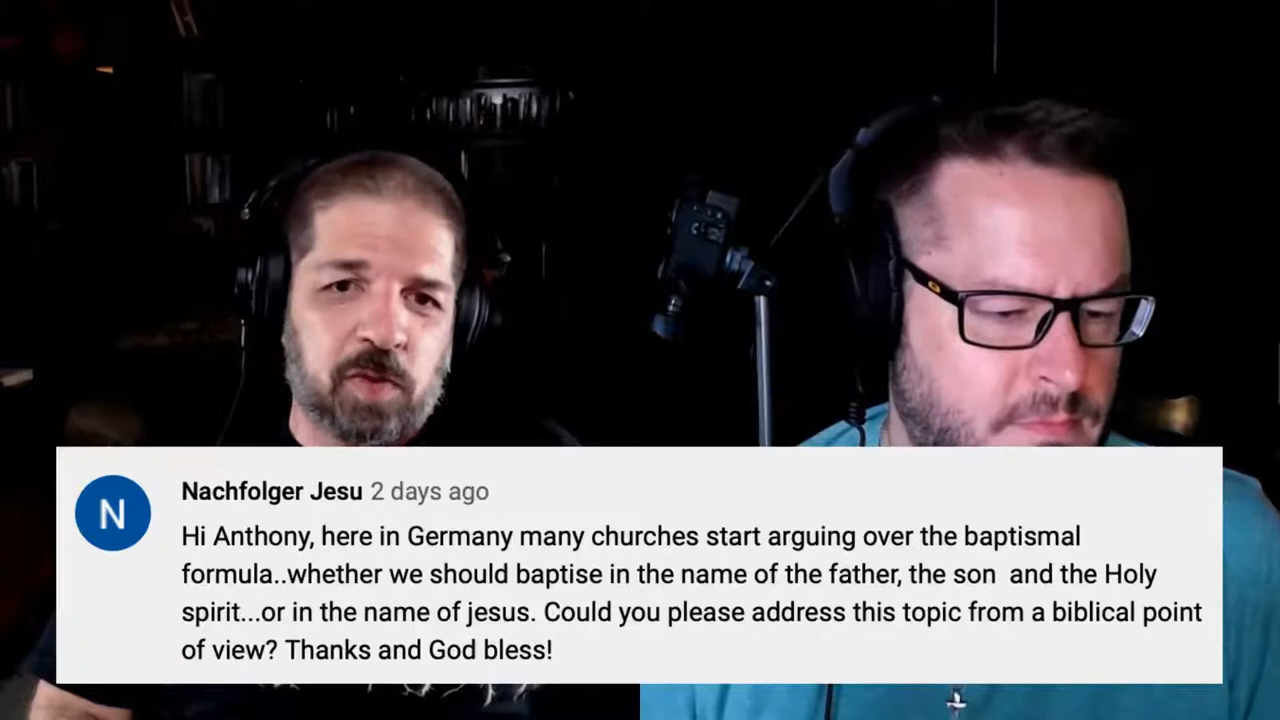 N
Nachfolger Jesu 2 days ago
Hi Anthony, here in Germany many churches start arguing over the baptismal
formula..whether we should baptise in the name of the father, the son  and the Holy
spirit...or in the name of jesus. Could you please address this topic from a biblical point
of view? Thanks and God bless!